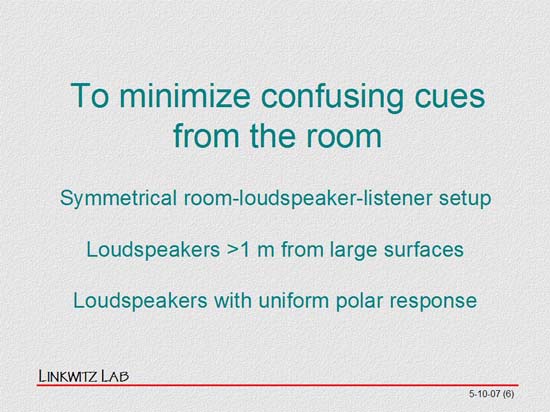 To minimize confusing cues
from the room
Symmetrical room-loudspeaker-listener setup
Loudspeakers >1 m from large surfaces
Loudspeakers with uniform polar response
LINKWITZ LAB
5-10-07 (6)